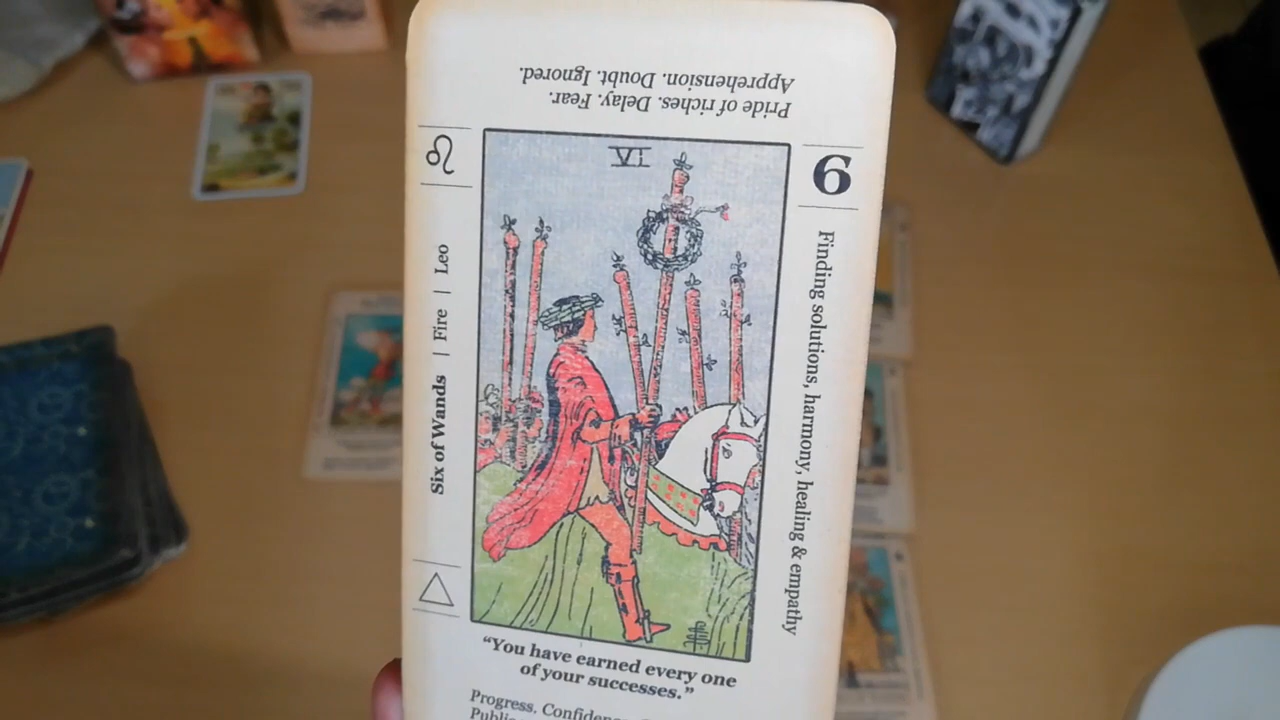 Pride of riches. Delay. Fear.
Apprehension. Doubt. Ignored.
VI
6
Six of Wands | Fire | Leo
Finding solutions, harmony, healing & empathy
“You have earned every one
of your successes.”
Progress. Confidence.